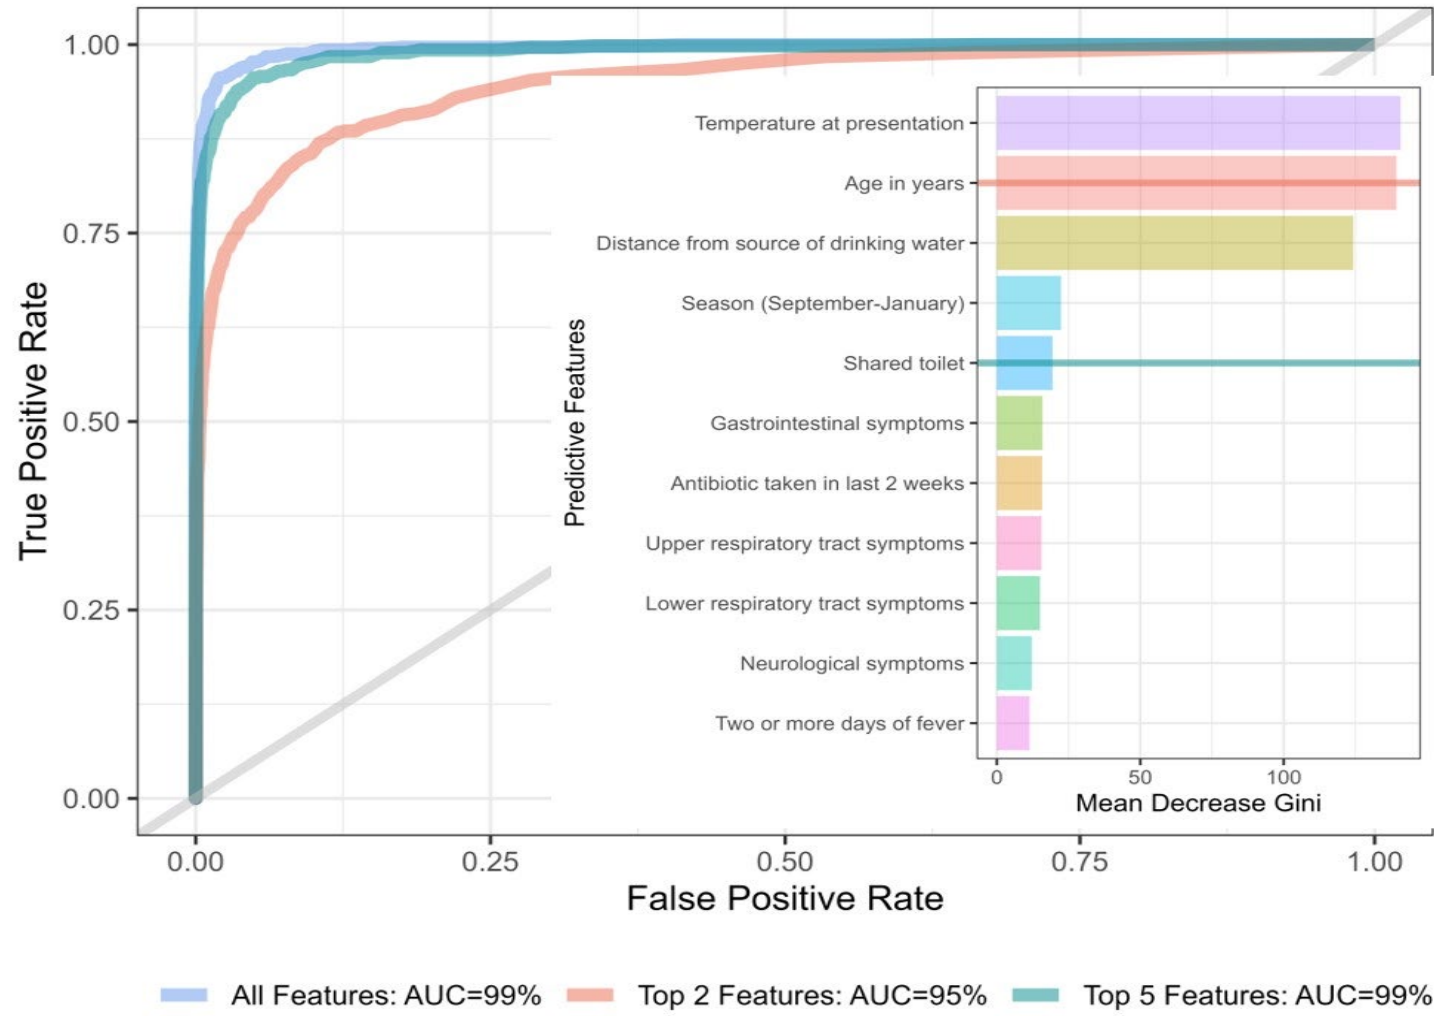 1.00
0.75
0.50
0.25
0.00
True Positive Rate
0.00 0.25 0.50 0.75 1.00
False Positive Rate
Predictive Features
Temperature at presentation
Age in years
Distance from source of drinking water
Season (September-January)
Shared toilet
Gastrointestinal symptoms
Antibiotic taken in last 2 weeks
Upper respiratory tract symptoms
Lower respiratory tract symptoms
Neurological symptoms
Two or more days of fever
0 50 100
Mean Decrease Gini
All Features: AUC=99% Top 2 Features: AUC=95% Top 5 Features: AUC=99%